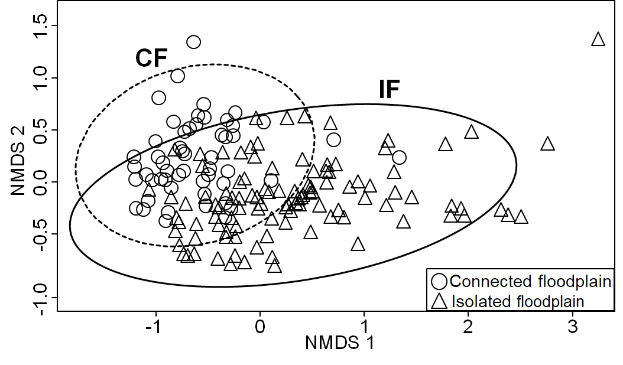 1.5
1.0
0.5
0.0
-0.5
-1.0
NMDS 2
CF
IF
Connected floodplain
Isolated floodplain
-1 0 1 2 3
NMDS 1